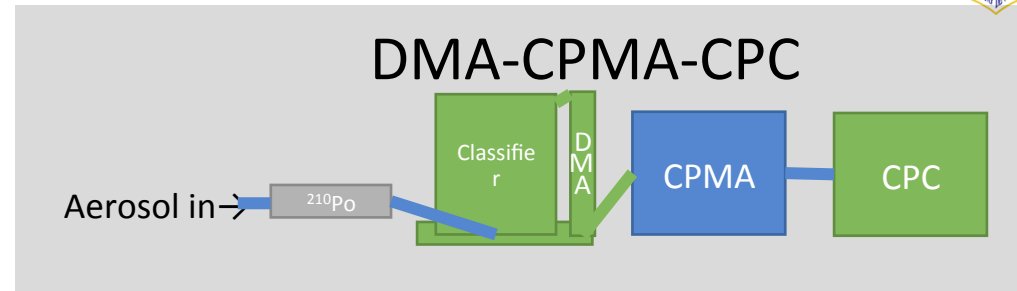 DMA-CPMA-CPC
Aerosol in→
²¹⁰Po
Classifie
r
D
M
A
CPMA
CPC